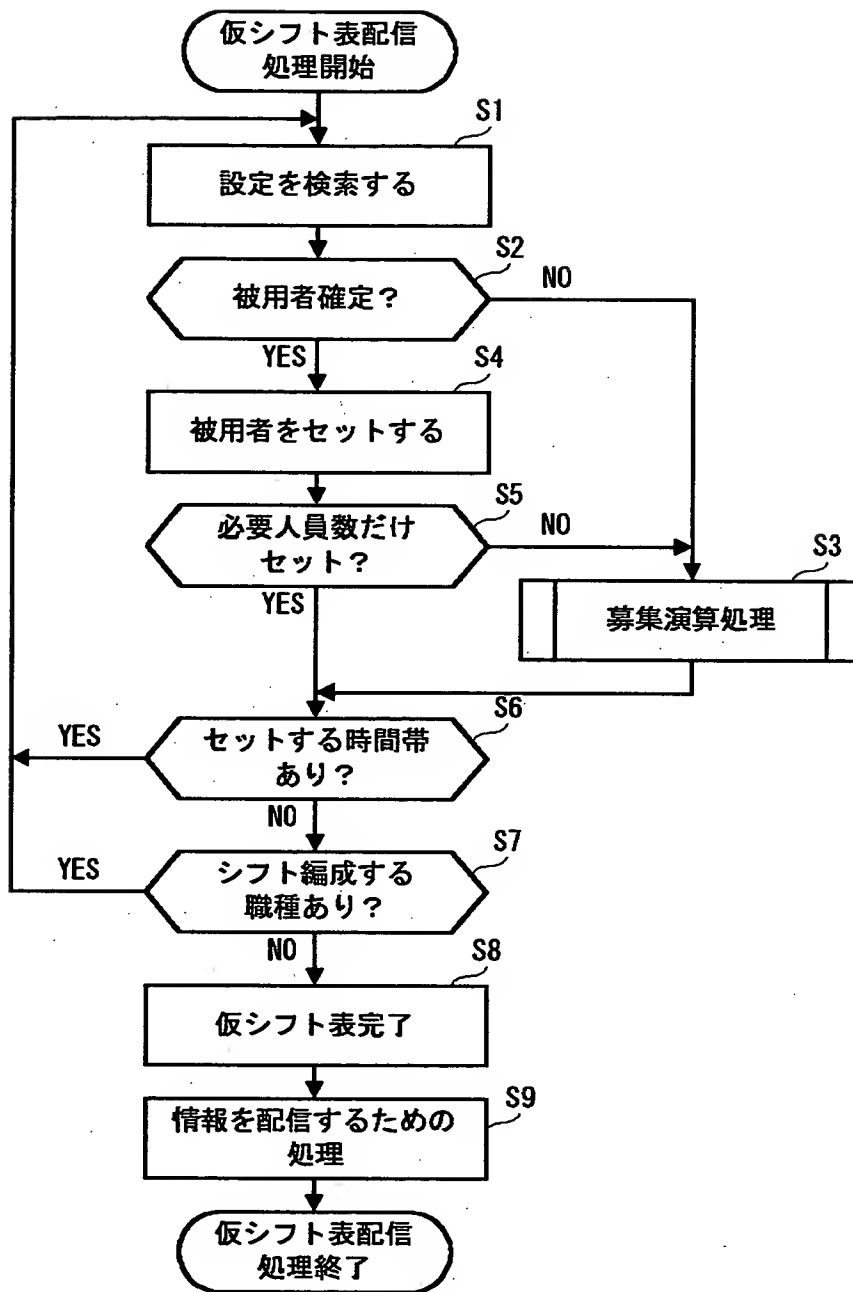 仮シフト表配信
処理開始
S1
設定を検索する
S2
被用者確定?
NO
YES
S4
被用者をセットする
S5
必要人員数だけ
セット?
NO
YES
S3
募集演算処理
S6
セットする時間帯
あり?
YES
NO
S7
シフト編成する
職種あり?
YES
NO
S8
仮シフト表完了
S9
情報を配信するための
処理
仮シフト表配信
処理終了